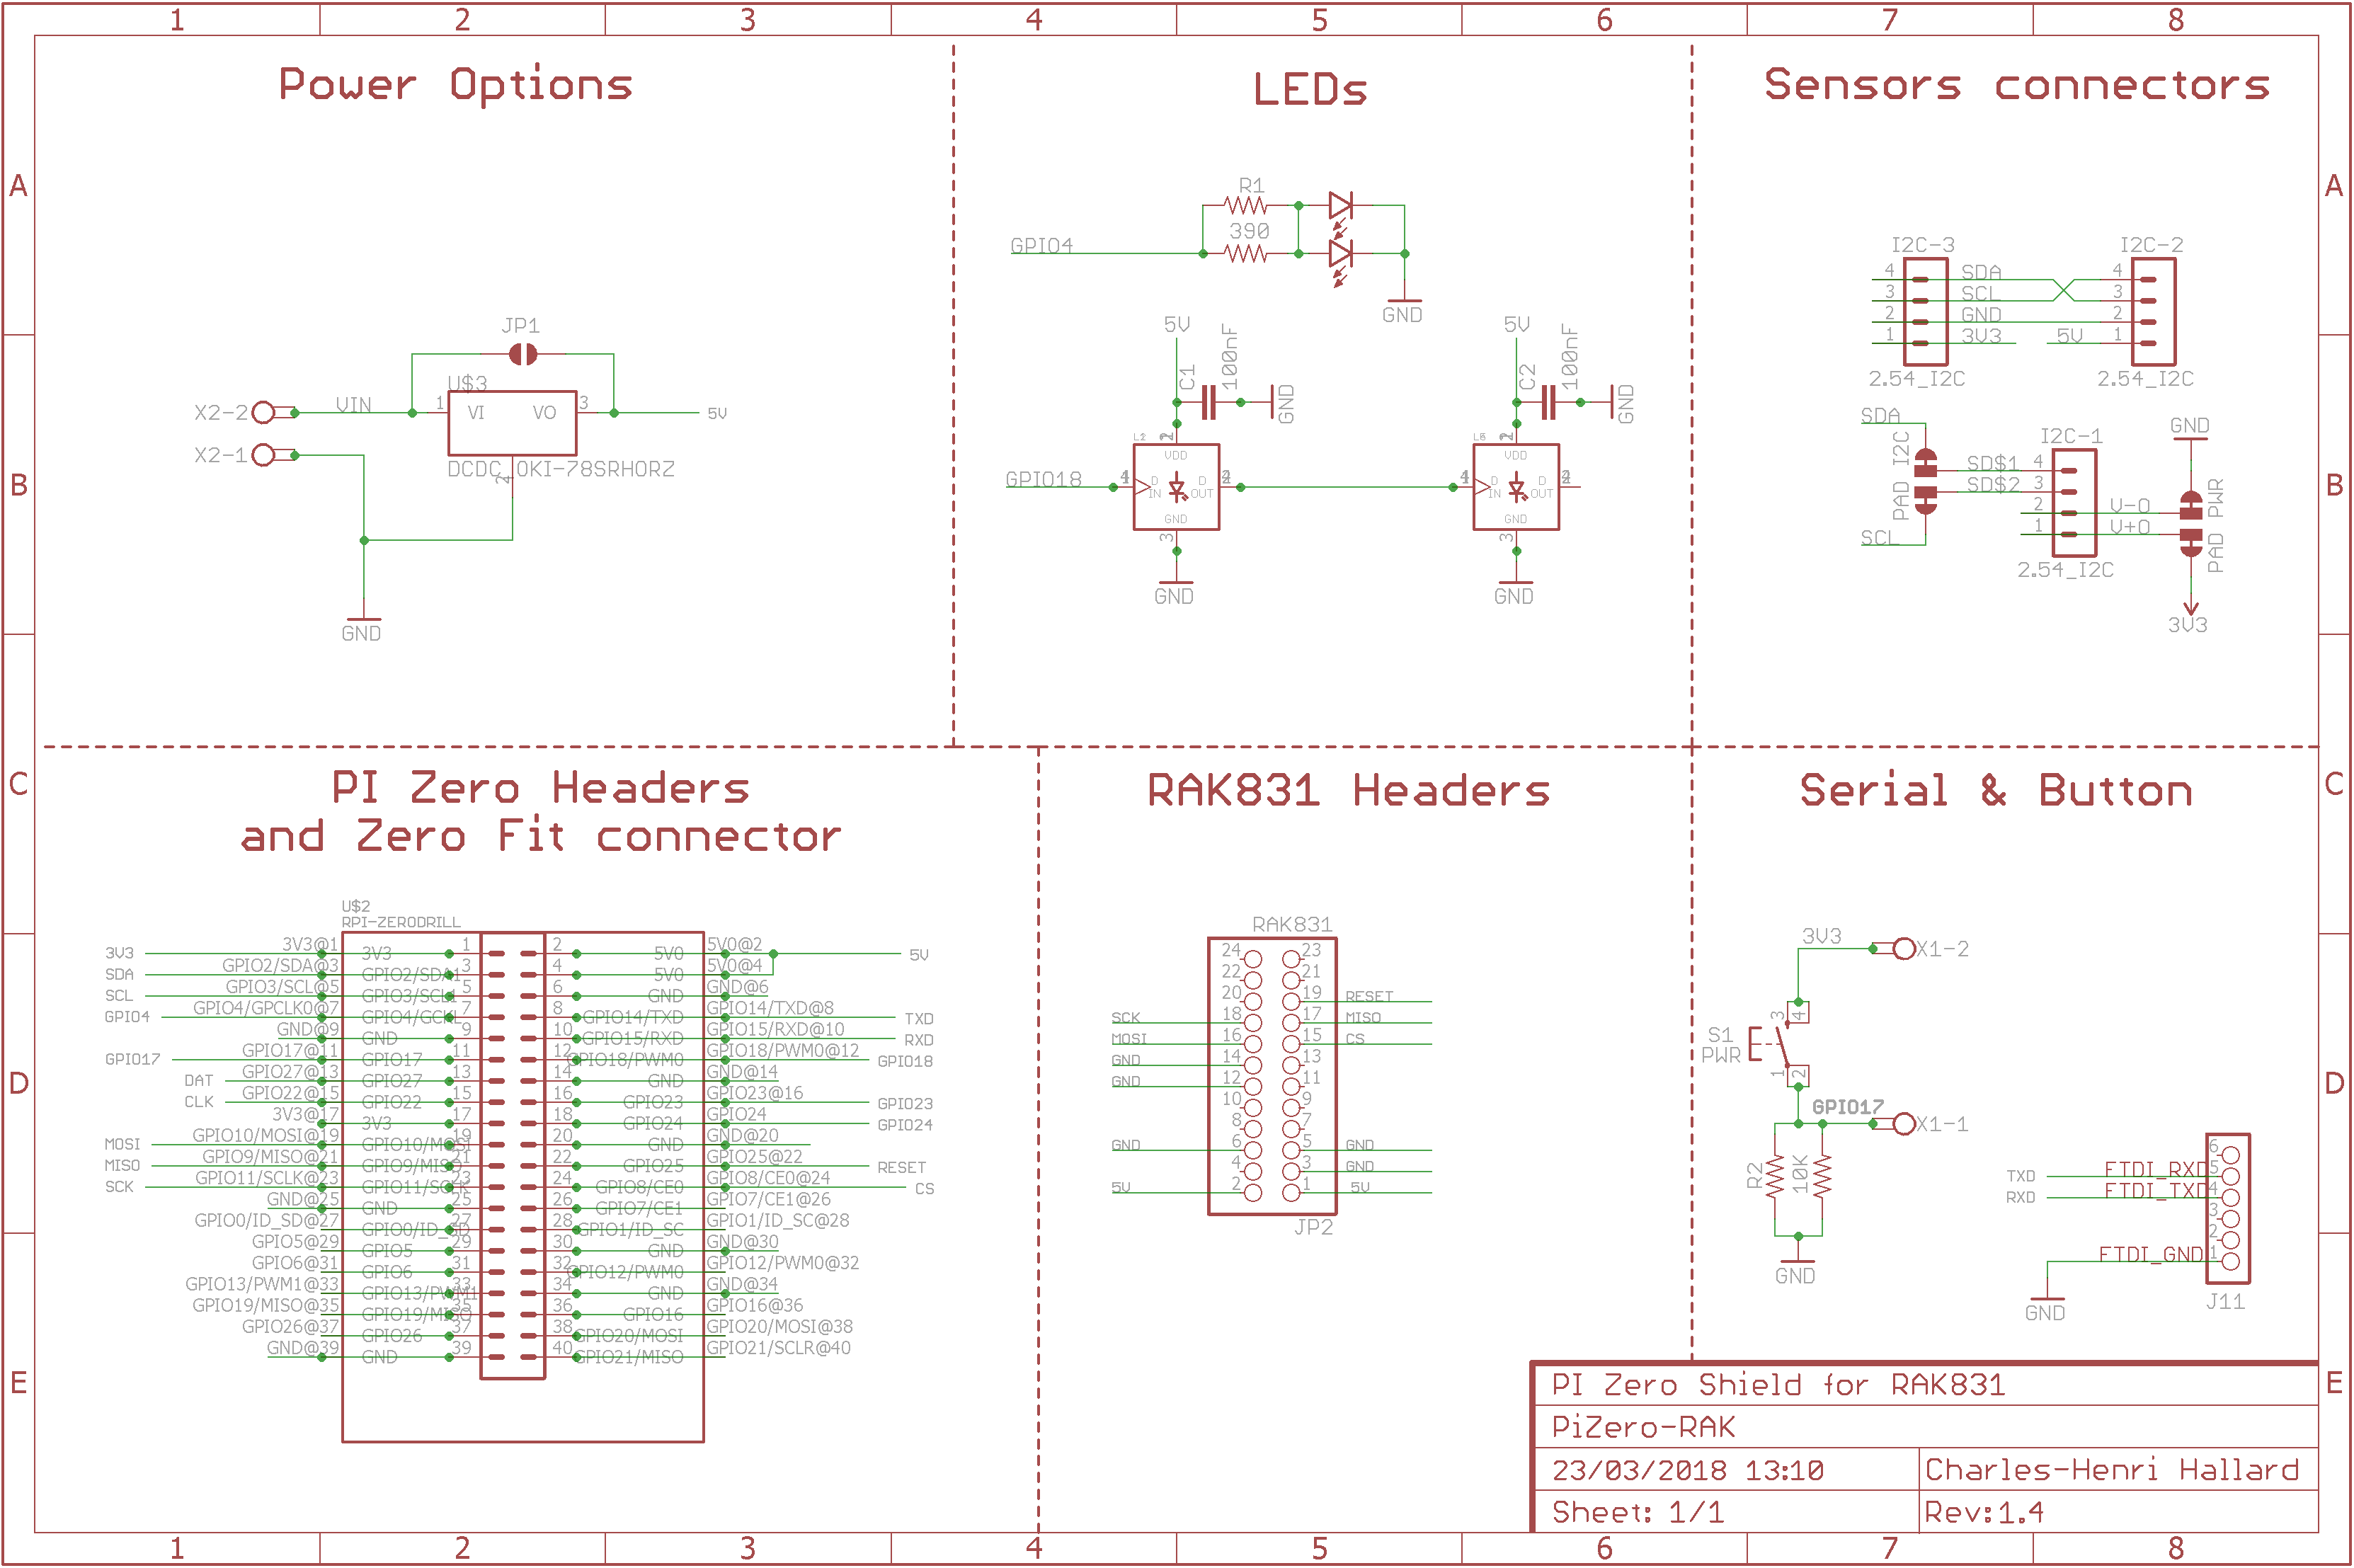 1 2 3 4 5 6 7 8
A A
B B
C C
D D
E E
Power Options
JP1
U$3
VI VO
1 3
2
X2-2
VIN
5V
X2-1
DCDC_OKI-78SRHORZ
GND
LEDs
R1
390
GPIO4
GND
5V
C1
100nF
GND
5V
C2
100nF
GND
VDD
D IN
D OUT
GND
3
GND
GPIO18
VDD
D IN
D OUT
GND
3
GND
Sensors connectors
I2C-3 I2C-2
4 SDA 4
3 SCL 3
2 GND 2
1 3V3 5V 1
2.54_I2C 2.54_I2C
SDA
PAD I2C
SCL
I2C-1
SD$1 4
SD$2 3
2 V-O
1 V+O
2.54_I2C
GND
PAD PWR
3V3
PI Zero Headers
and Zero Fit connector
U$2
RPI-ZERODRILL
3V3 3V3@1 3V3 1 2 5V0 5V0@2 5V
SDA GPIO2/SDA@3 GPIO2/SDA1 3 4 5V0 5V0@4
SCL GPIO3/SCL@5 GPIO3/SCL1 5 6 GND GND@6
GPIO4 GPIO4/GPCLK0@7 GPIO4/GCKL 7 8 GPIO14/TXD GPIO14/TXD@8 TXD
GND@9 GND 9 10 GPIO15/RXD GPIO15/RXD@10 RXD
GPIO17 GPIO17@11 GPIO17 11 12 GPIO18/PWM0 GPIO18/PWM0@12 GPIO18
DAT GPIO27@13 GPIO27 13 14 GND GND@14
CLK GPIO22@15 GPIO22 15 16 GPIO23 GPIO23@16 GPIO23
3V3@17 3V3 17 18 GPIO24 GPIO24 GPIO24
MOSI GPIO10/MOSI@19 GPIO10/MOSI 19 20 GND GND@20
MISO GPIO9/MISO@21 GPIO9/MISO 21 22 GPIO25 GPIO25@22 RESET
SCK GPIO11/SCLK@23 GPIO11/SCLK 23 24 GPIO8/CE0 GPIO8/CE0@24 CS
GND@25 GND 25 26 GPIO7/CE1 GPIO7/CE1@26
GPIO0/ID_SD@27 GPIO0/ID_SD 27 28 GPIO1/ID_SC GPIO1/ID_SC@28
GPIO5@29 GPIO5 29 30 GND GND@30
GPIO6@31 GPIO6 31 32 GPIO12/PWM0 GPIO12/PWM0@32
GPIO13/PWM1@33 GPIO13/PWM1 33 34 GND GND@34
GPIO19/MISO@35 GPIO19/MISO 35 36 GPIO16 GPIO16@36
GPIO26@37 GPIO26 37 38 GPIO20/MOSI GPIO20/MOSI@38
GND@39 GND 39 40 GPIO21/MISO GPIO21/SCLR@40
RAK831 Headers
RAK831
24 23
22 21
20 19 RESET
SCK 18 17 MISO
MOSI 16 15 CS
GND 14 13
GND 12 11
10 9
8 7
GND 6 5 GND
4 3 GND
5V 2 1 5V
JP2
Serial & Button
3V3 X1-2
3 4
S1
PWR
1 2
GPIO17
X1-1
R2
10K
GND
6
TXD FTDI_RXD 5
RXD FTDI_TXD 4
3
2
FTDI_GND 1
GND
J11
PI Zero Shield for RAK831
PiZero-RAK
23/03/2018 13:10 Charles-Henri Hallard
Sheet: 1/1 Rev:1.4
1 2 3 4 5 6 7 8